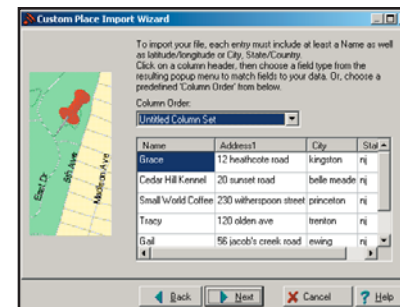 Custom Place Import Wizard
To import your file, each entry must include at least a Name as well
as latitude/longitude or City, State/Country.
Click on a column header, then choose a field type from the
resulting popup menu to match fields to your data. Or, choose a
predefined 'Column Order' from below.
Column Order:
Untitled Column Set
Name Address1 City Stat
Grace 12 heathcote road kingston nj
Cedar Hill Kennel 20 sunset road belle meade nj
Small World Coffee 230 witherspoon street princeton nj
Tracy 120 olden ave trenton nj
Gail 56 jacob's creek road ewing nj
East Dr
5th Ave
Madison Ave
Back Next Cancel Help